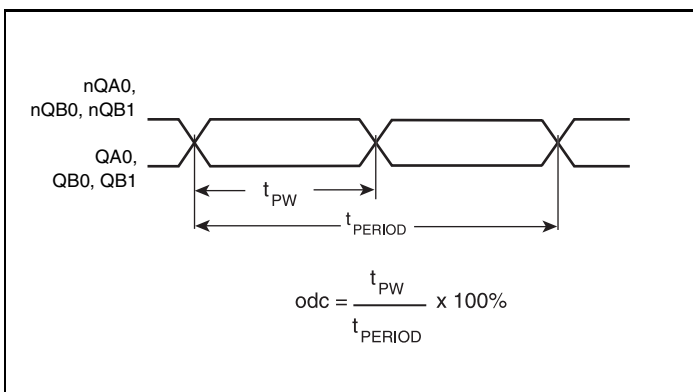 nQA0,
nQB0, nQB1
QA0,
QB0, QB1
tPW
tPERIOD
odc = tPW / tPERIOD x 100%